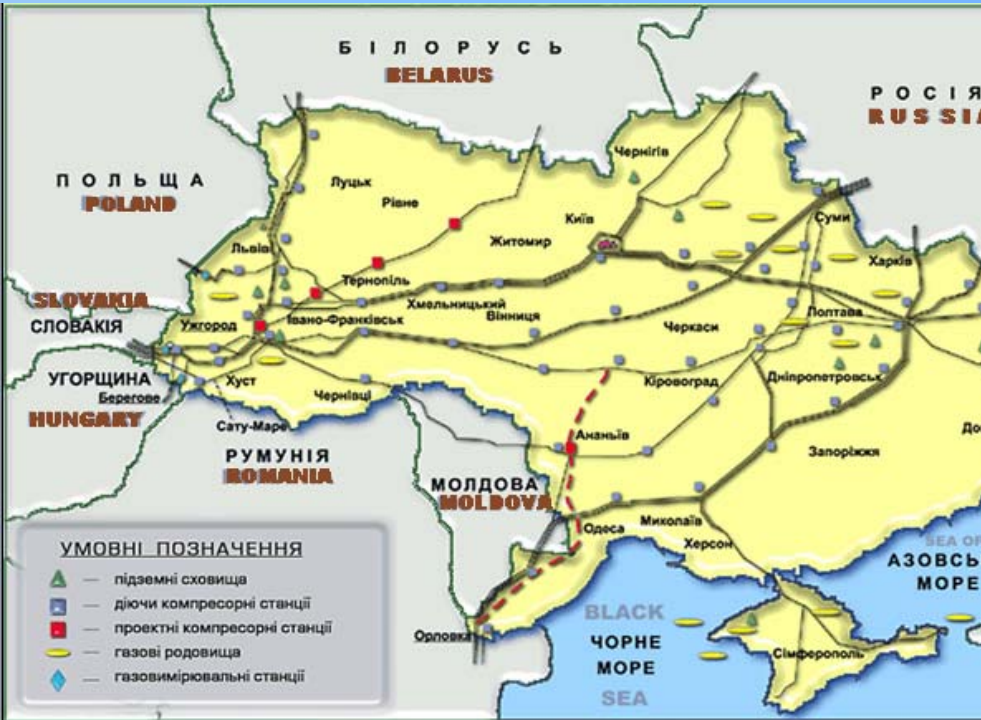 БІЛОРУСЬ
BELARUS
РОСІЯ
RUSSIA
Чернігів
ПОЛЬЩА
POLAND
Луцьк
Рівне
Київ
Суми
Житомир
Львів
Харків
Тернопіль
SLOVAKIA
СЛОВАКІЯ
Хмельницький
Ужгород
Івано-Франківськ
Вінниця
Полтава
Черкаси
УГОРЩИНА
Берегове
Хуст
Чернівці
Кіровоград
Дніпропетровськ
HUNGARY
Сату-Маре
Ананьїв
До
РУМУНІЯ
ROMANIA
Запоріжжя
МОЛДОВА
MOLDOVA
Одеса
Миколаїв
Херсон
SEA OF
АЗОВСЬ
МОРЕ
УМОВНІ ПОЗНАЧЕННЯ
— підземні сховища
— діючи компресорні станції
— проектні компресорні станції
— газові родовища
— газовимірювальні станції
Орловка
BLACK
ЧОРНЕ
МОРЕ
SEA
Сімферополь